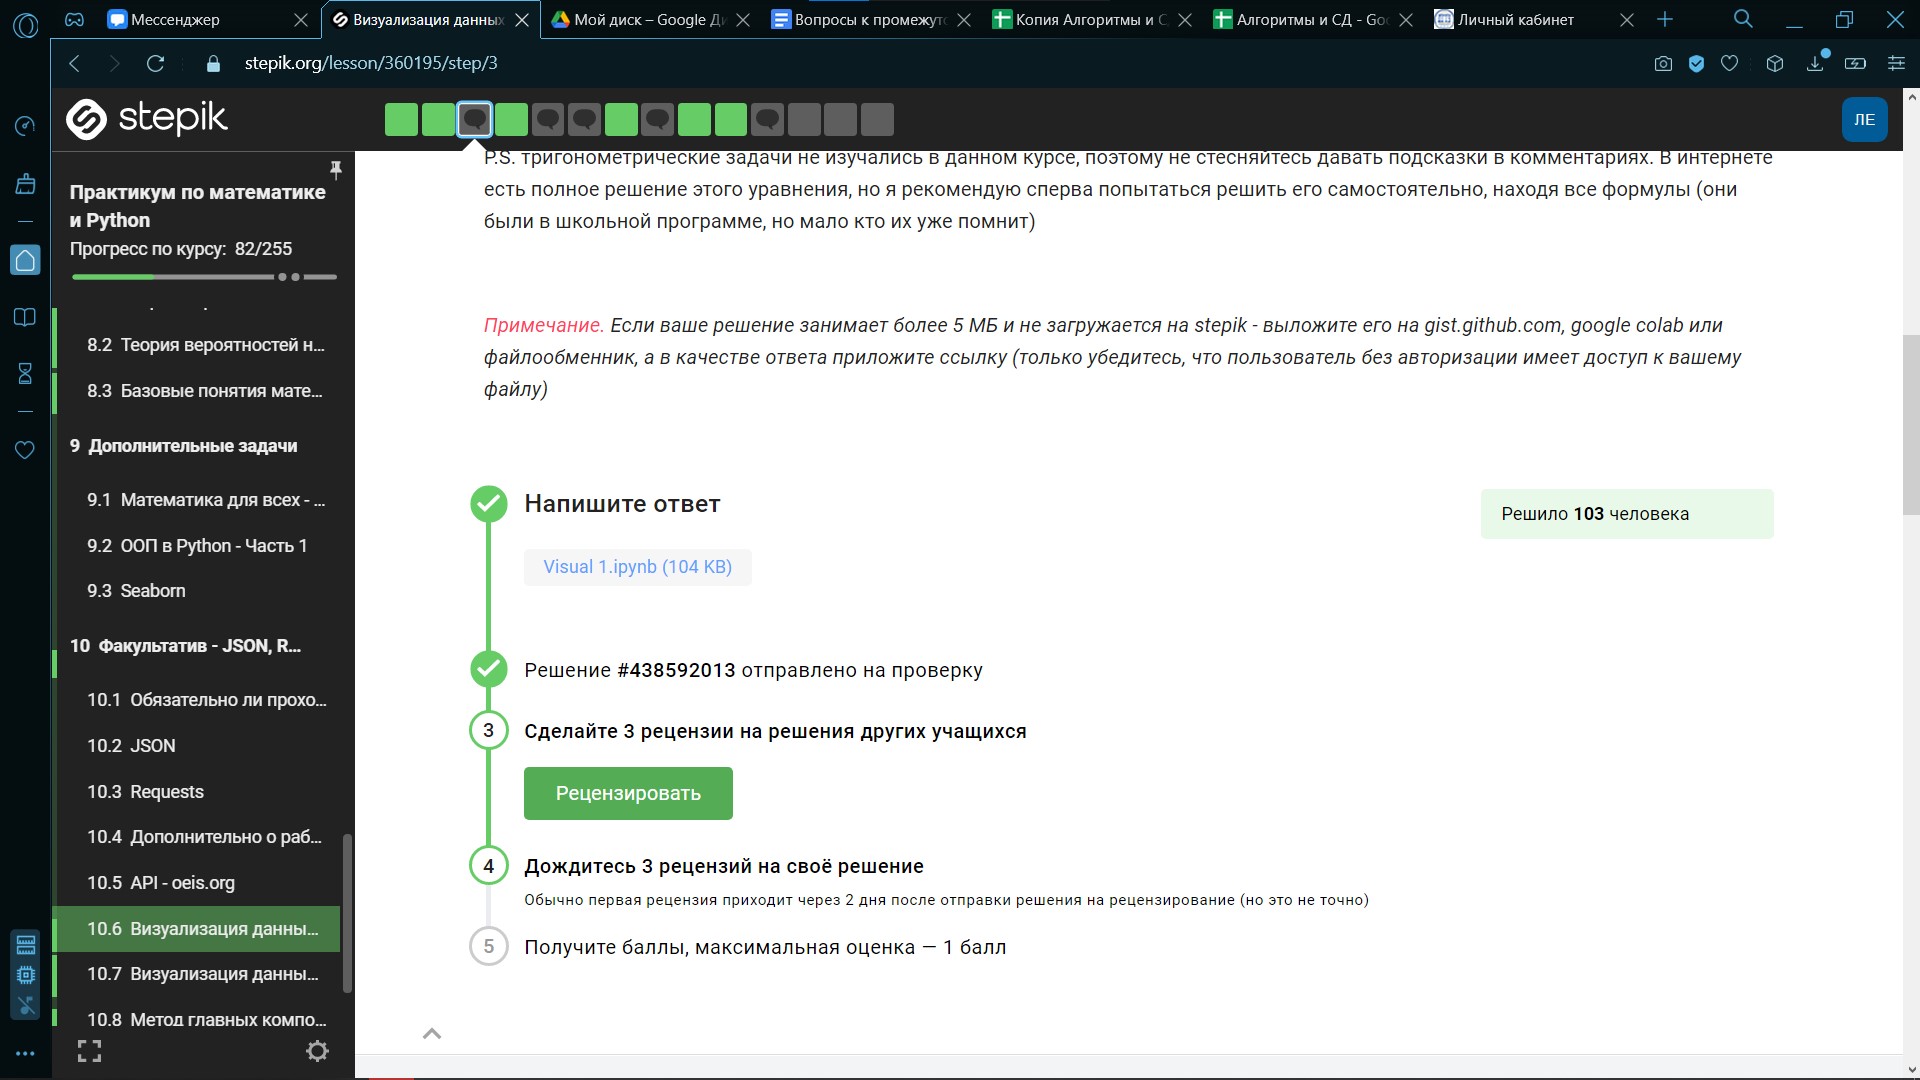 Мессенджер
Визуализация данных
Мой диск – Google Ди
Вопросы к промежут
Копия Алгоритмы и С
Алгоритмы и СД - Goo
Личный кабинет
stepik.org/lesson/360195/step/3
stepik
ЛЕ
Практикум по математике
и Python
Прогресс по курсу: 82/255
8.2 Теория вероятностей н...
8.3 Базовые понятия мате...
9 Дополнительные задачи
9.1 Математика для всех - ...
9.2 ООП в Python - Часть 1
9.3 Seaborn
10 Факультатив - JSON, R...
10.1 Обязательно ли прохо...
10.2 JSON
10.3 Requests
10.4 Дополнительно о раб...
10.5 API - oeis.org
10.6 Визуализация данны...
10.7 Визуализация данны...
10.8 Метод главных компо...
P.S. тригонометрические задачи не изучались в данном курсе, поэтому не стесняйтесь давать подсказки в комментариях. В интернете
есть полное решение этого уравнения, но я рекомендую сперва попытаться решить его самостоятельно, находя все формулы (они
были в школьной программе, но мало кто их уже помнит)
Примечание. Если ваше решение занимает более 5 МБ и не загружается на stepik - выложите его на gist.github.com, google colab или
файлообменник, а в качестве ответа приложите ссылку (только убедитесь, что пользователь без авторизации имеет доступ к вашему
файлу)
Напишите ответ
Решило 103 человека
Visual 1.ipynb (104 KB)
Решение #438592013 отправлено на проверку
3 Сделайте 3 рецензии на решения других учащихся
Рецензировать
4 Дождитесь 3 рецензий на своё решение
Обычно первая рецензия приходит через 2 дня после отправки решения на рецензирование (но это не точно)
5 Получите баллы, максимальная оценка — 1 балл